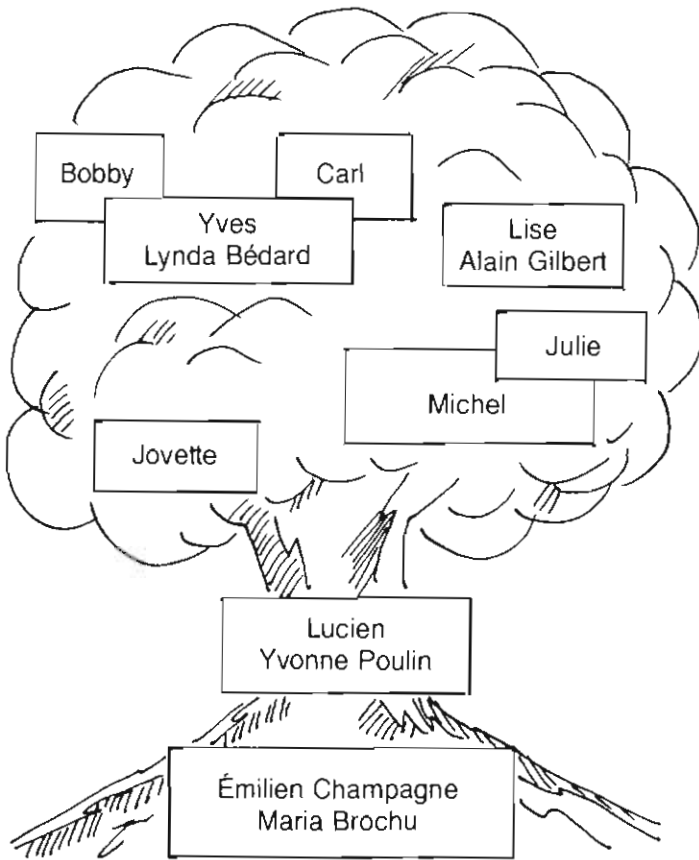 Bobby
Carl
Yves
Lynda Bédard
Lise
Alain Gilbert
Julie
Michel
Jovette
Lucien
Yvonne Poulin
Émilien Champagne
Maria Brochu